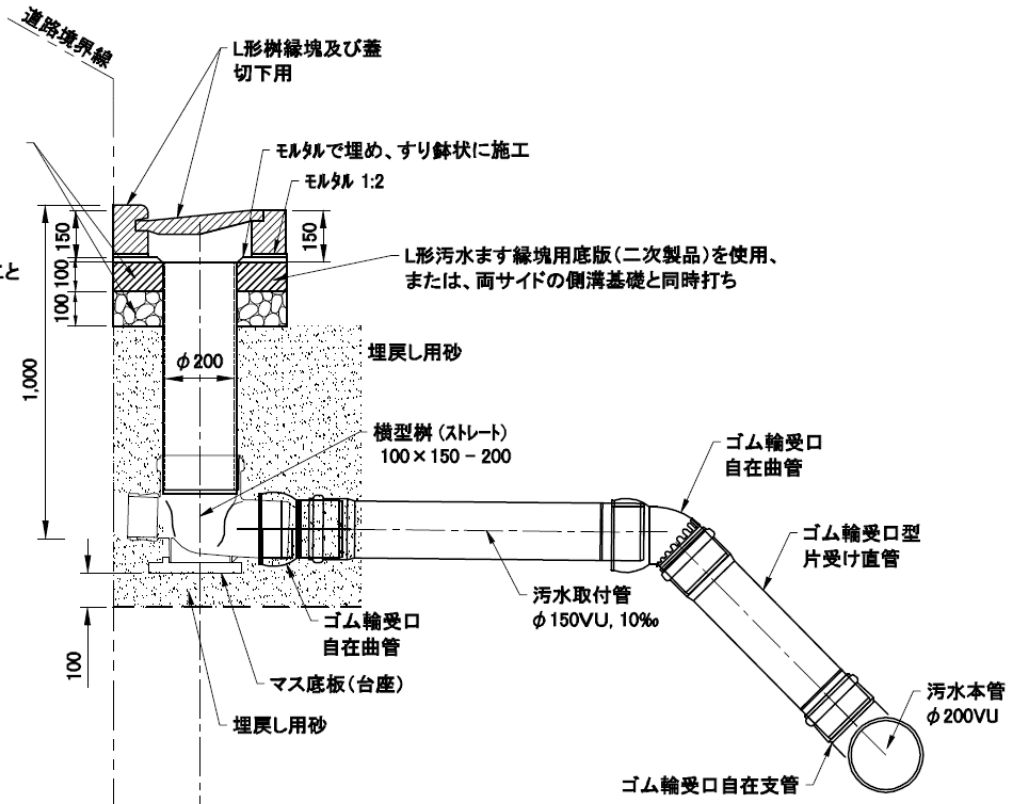 道路境界線
L形桝縁塊及び蓋
切下用
モルタルで埋め、すり鉢状に施工
モルタル 1:2
150
150
L形汚水ます縁塊用底版(二次製品)を使用、
または、両サイドの側溝基礎と同時打ち
こと
100
100
1,000
埋戻し用砂
φ200
横型桝 (ストレート)
100×150－200
ゴム輪受口
自在曲管
ゴム輪受口型
片受け直管
汚水取付管
φ150VU, 10‰
ゴム輪受口
自在曲管
100
マス底板(台座)
汚水本管
φ200VU
埋戻し用砂
ゴム輪受口自在支管